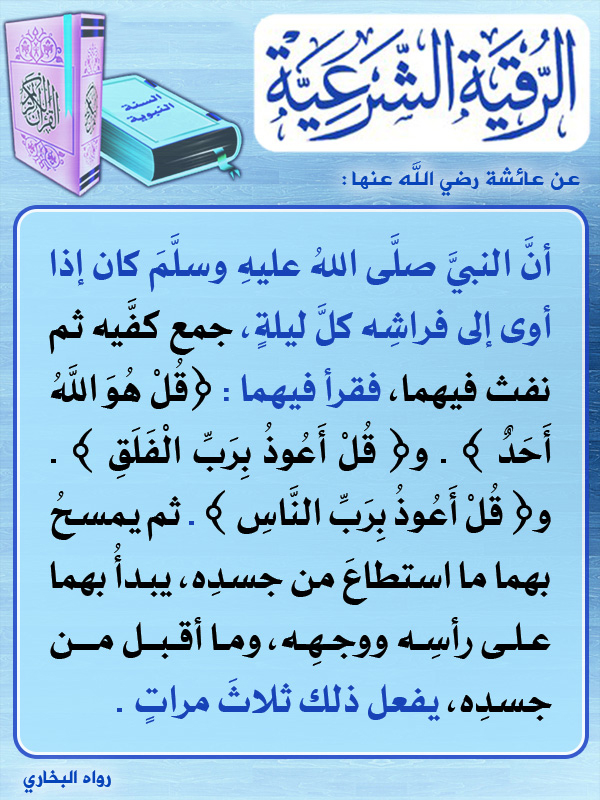 الرُّقْيَةُ الشَّرْعِيَّة
القرآن الكريم
السنة
النبوية
عن عائشة رضي اللَّه عنها :
أنَّ النبيَّ صلَّى اللهُ عليهِ وسلَّمَ كان إذا
أوى إلى فراشِه كلَّ ليلةٍ، جمع كفَّيه ثم
نفث فيهما، فقرأ فيهما : ﴿قُلْ هُوَ اللَّهُ
أَحَدٌ ﴾ . و﴿ قُلْ أَعُوذُ بِرَبِّ الْفَلَقِ ﴾ .
و﴿ قُلْ أَعُوذُ بِرَبِّ النَّاسِ ﴾ . ثم يمسحُ
بهما ما استطاعَ من جسدِه، يبدأُ بهما
على رأسِه ووجهِه، وما أقبل من
جسدِه، يفعل ذلك ثلاثَ مراتٍ .
رواه البخاري